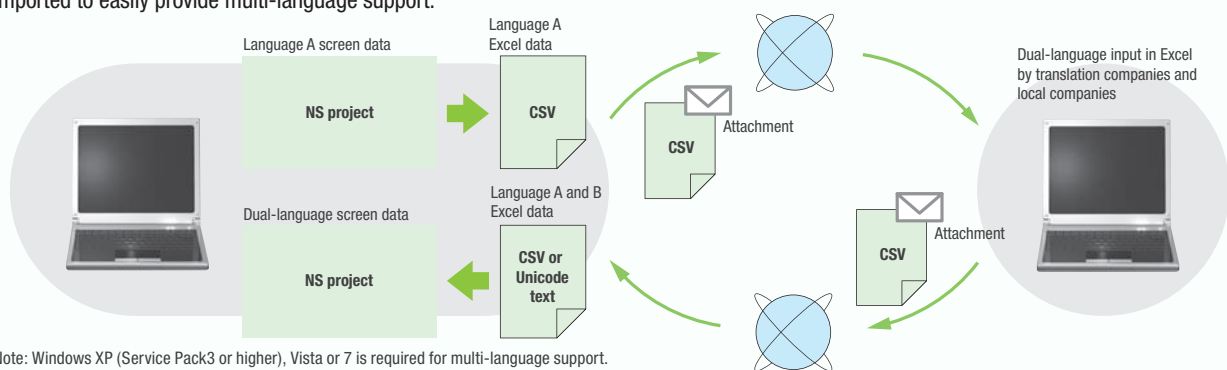 to easily provide multi-language support.
Language A screen data
NS project
Language A
Excel data
CSV
CSV
Attachment
Dual-language input in Excel
by translation companies and
local companies
Dual-language screen data
NS project
Language A and B
Excel data
CSV or
Unicode
text
CSV
Attachment
Note: Windows XP (Service Pack3 or higher), Vista or 7 is required for multi-language support.